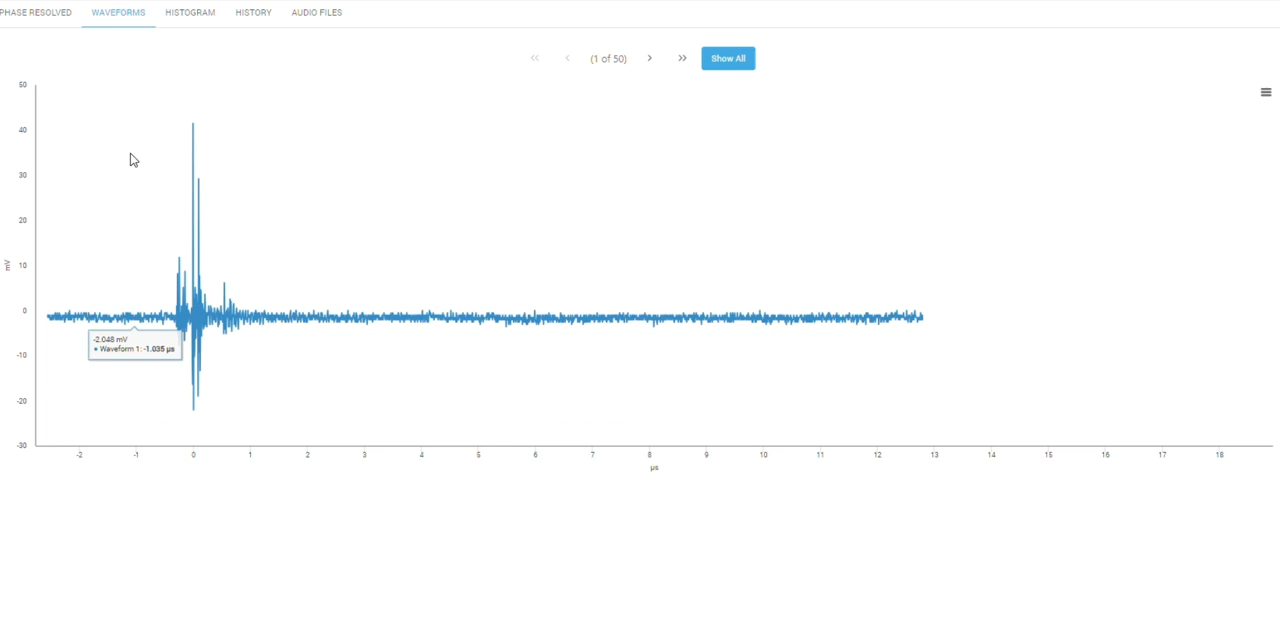 PHASE RESOLVED WAVEFORMS HISTOGRAM HISTORY AUDIO FILES
(1 of 50) Show All
50
40
30
20
10
0
-10
-20
-30
mV
-2.048 mV
Waveform 1: -1.035 µs
-2 -1 0 1 2 3 4 5 6 7 8 9 10 11 12 13 14 15 16 17 18
µs